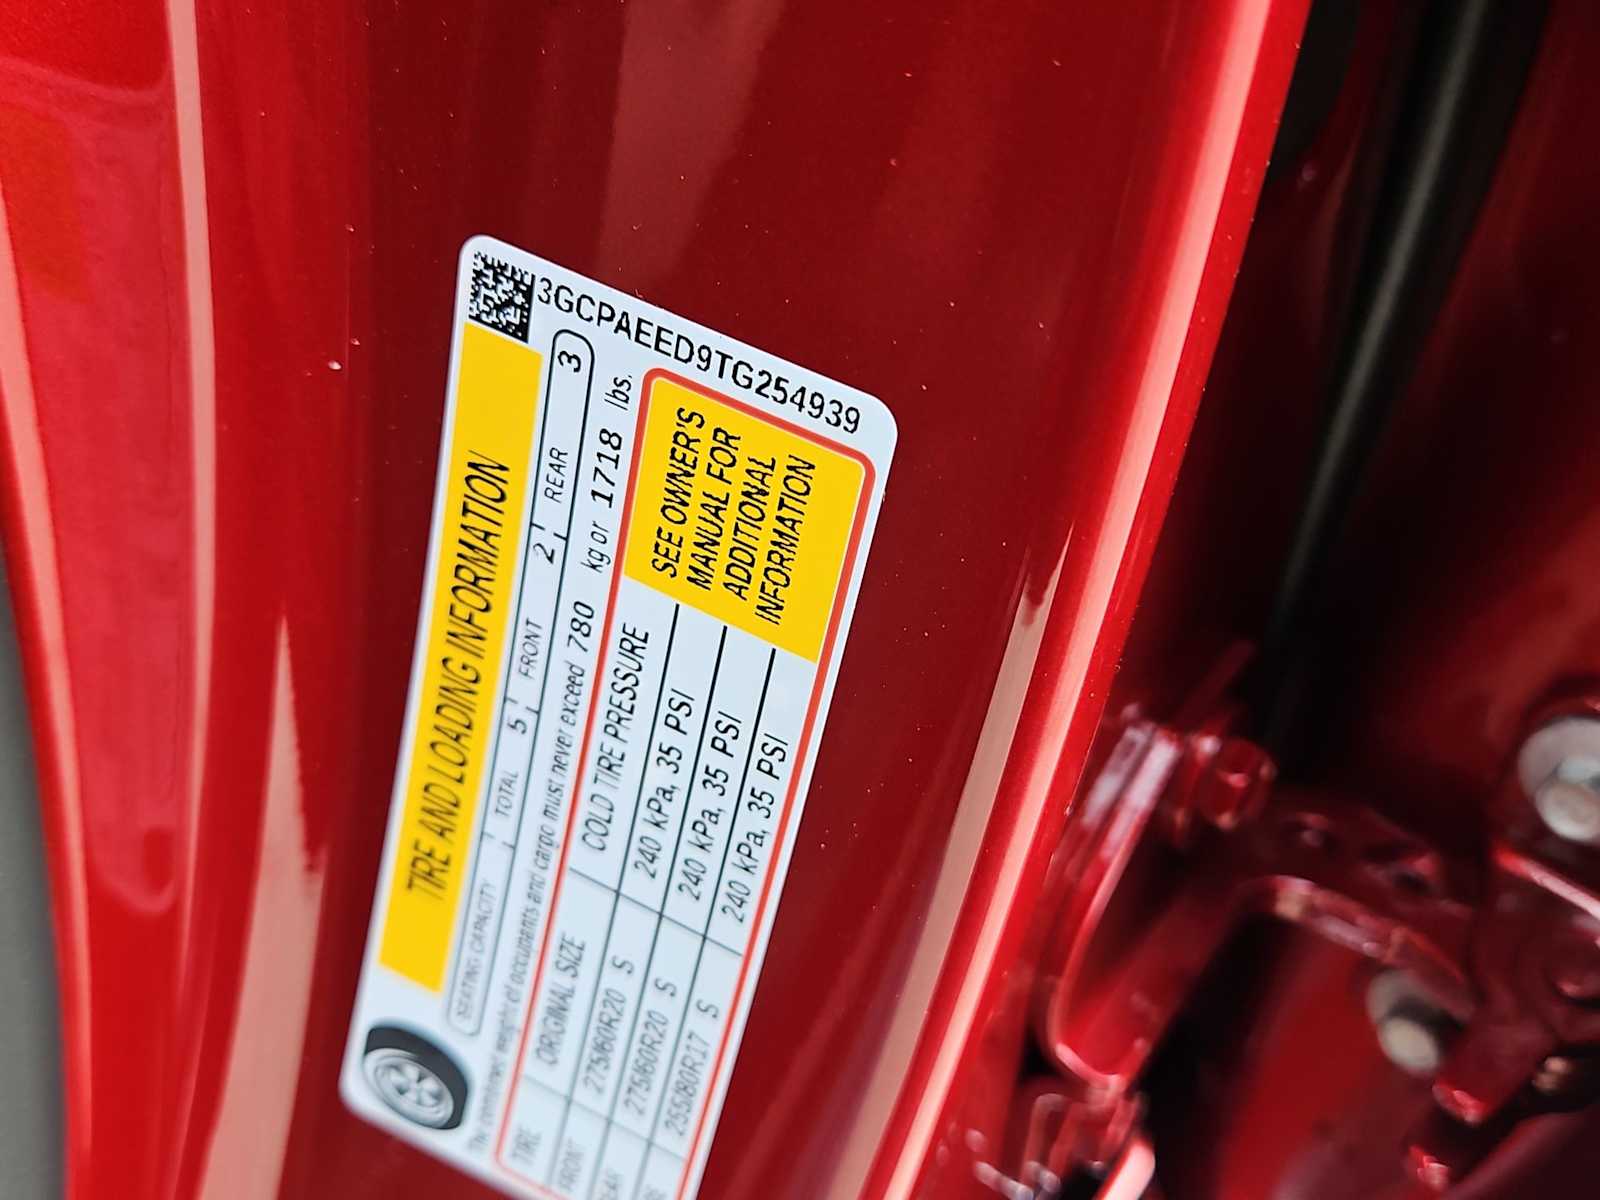 3GCPAEED9TG254939
TIRE AND LOADING INFORMATION
SEATING CAPACITY TOTAL 5 FRONT 2 REAR 3
The combined weight of occupants and cargo must never exceed 780 kg or 1718 lbs.
TIRE ORIGINAL SIZE COLD TIRE PRESSURE
FRONT 275/60R20 S 240 kPa, 35 PSI
275/60R20 S 240 kPa, 35 PSI
255/80R17 S 240 kPa, 35 PSI
SEE OWNER'S
MANUAL FOR
ADDITIONAL
INFORMATION